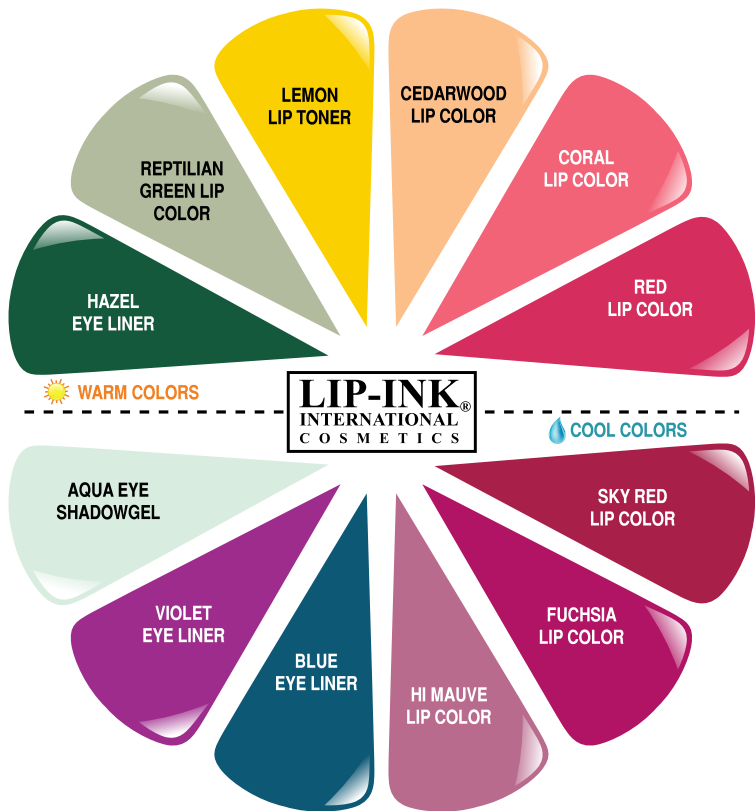 LEMON
LIP TONER
CEDARWOOD
LIP COLOR
REPTILIAN
GREEN LIP
COLOR
CORAL
LIP COLOR
HAZEL
EYE LINER
RED
LIP COLOR
WARM COLORS
LIP-INK®
INTERNATIONAL
COSMETICS
COOL COLORS
AQUA EYE
SHADOWGEL
SKY RED
LIP COLOR
VIOLET
EYE LINER
FUCHSIA
LIP COLOR
BLUE
EYE LINER
HI MAUVE
LIP COLOR